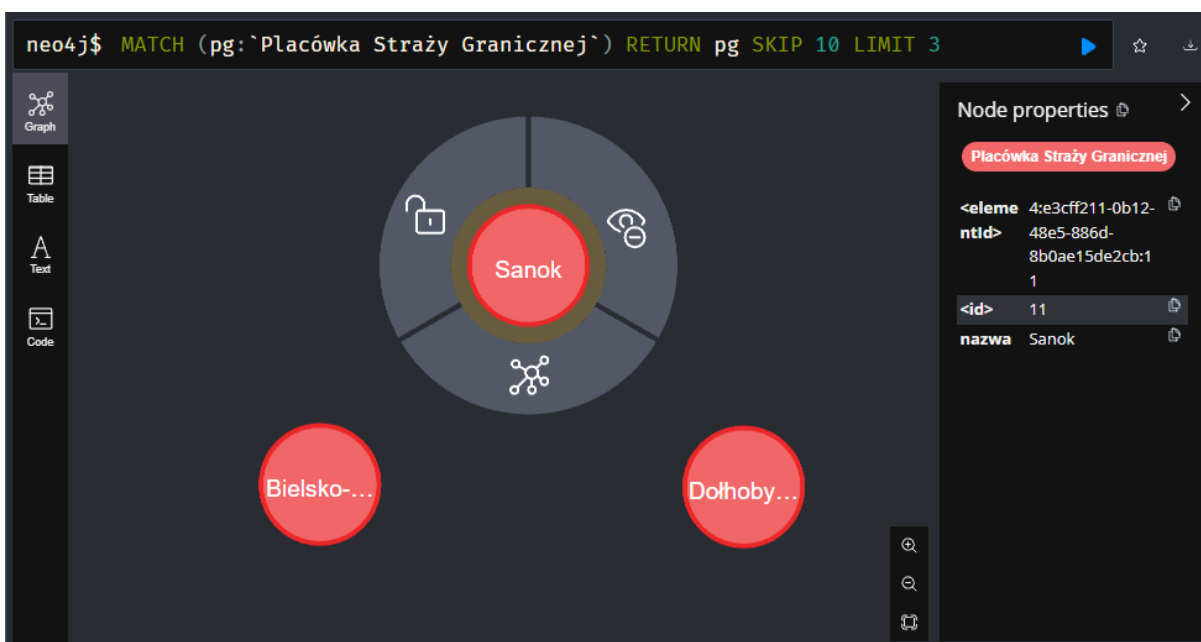 neo4j$ MATCH (pg:`Placówka Straży Granicznej`) RETURN pg SKIP 10 LIMIT 3
Graph
Table
A
Text
Code
Sanok
Bielsko-...
Dołhoby...
Node properties
Placówka Straży Granicznej
<eleme 4:e3cff211-0b12-
ntId> 48e5-886d-
8b0ae15de2cb:1
1
<id> 11
nazwa Sanok